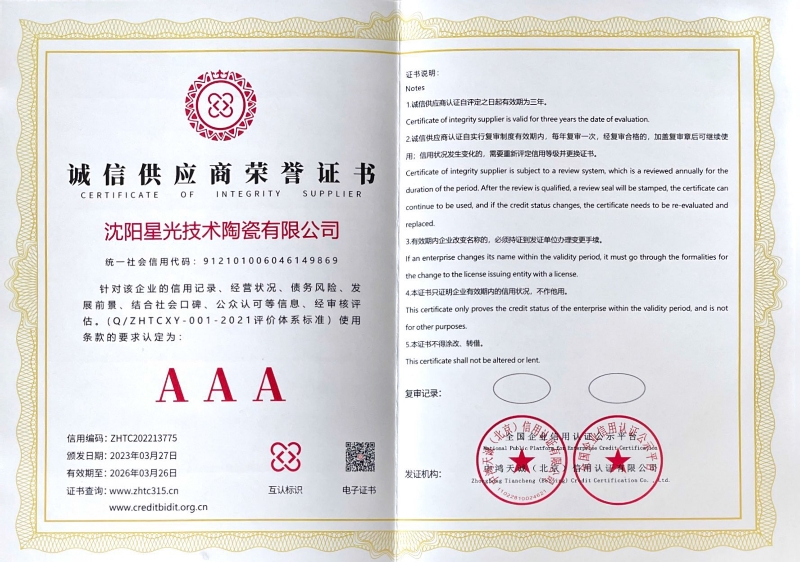 诚信供应商荣誉证书
CERTIFICATE OF INTEGRITY SUPPLIER
沈阳星光技术陶瓷有限公司
统一社会信用代码：912101006046149869
针对该企业的信用记录、经营状况、债务风险、发
展前景、结合社会口碑、公众认可等信息、经审核评
估。(Q/ZHTCXY-001-2021评价体系标准) 使用
条款的要求认定为：
AAA
信用编码：ZHTC202213775
颁发日期：2023年03月27日
有效期至：2026年03月26日
证书查询：www.zhtc315.cn
www.creditbidit.org.cn
互认标识
电子证书
证书说明：
Notes
1.诚信供应商认证自评定之日起有效期为三年。
Certificate of integrity supplier is valid for three years the date of evaluation.
2.诚信供应商认证自实行复审制度有效期内，每年复审一次，经复审合格的，加盖复审章后可继续使
用；信用状况发生变化的，需要重新评定信用等级并更换证书。
Certificate of integrity supplier is subject to a review system, which is a reviewed annually for the
duration of the period. After the review is qualified, a review seal will be stamped, the certificate can
continue to be used, and if the credit status changes, the certificate needs to be re-evaluated and
replaced.
3.有效期内企业改变名称的，必须持证到发证单位办理变更手续。
If an enterprise changes its name within the validity period, it must go through the formalities for
the change to the license issuing entity with a license.
4.本证书只证明企业有效期内的信用状况，不作他用。
This certificate only proves the credit status of the enterprise within the validity period, and is not
for other purposes.
5.本证书不得涂改、转借。
This certificate shall not be altered or lent.
复审记录：
全国企业信用认证公示平台
National Public Platform for Enterprise Credit Certification
发证机构：
中鸿天诚（北京）信用认证有限公司
Zhonghong Tiancheng (Beijing) Credit Certification Co., Ltd.